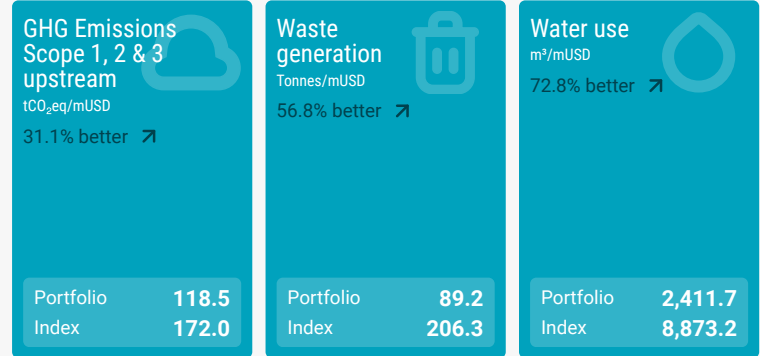 GHG Emissions
Scope 1, 2 & 3
upstream
tCO₂eq/mUSD
31.1% better
Portfolio 118.5
Index 172.0
Waste
generation
Tonnes/mUSD
56.8% better
Portfolio 89.2
Index 206.3
Water use
m³/mUSD
72.8% better
Portfolio 2,411.7
Index 8,873.2